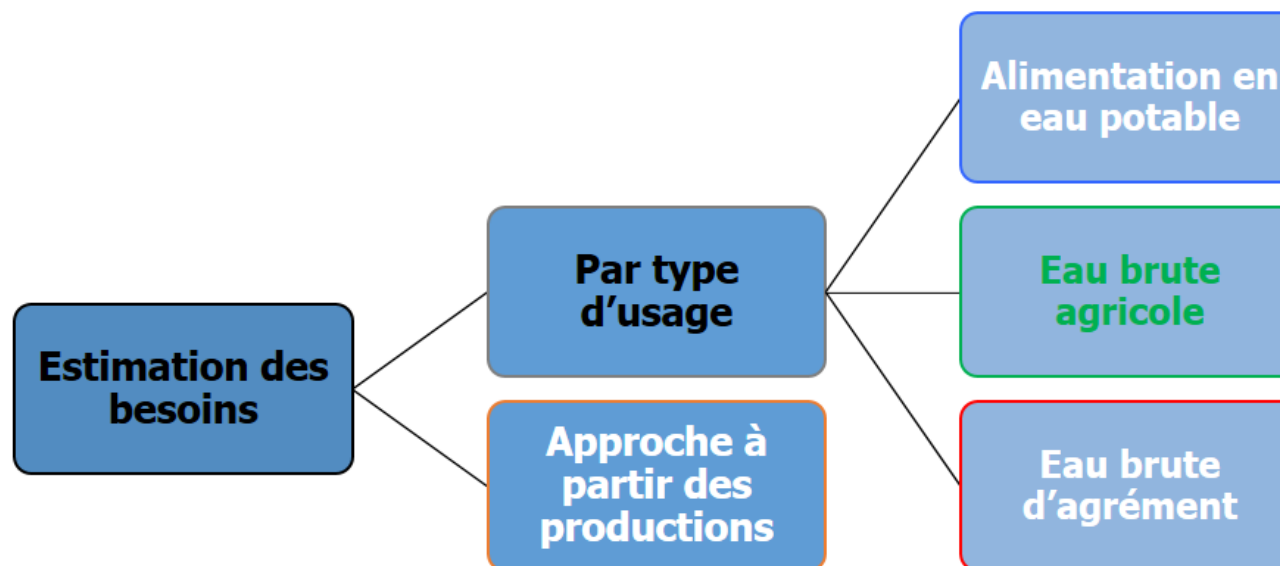 Estimation des
besoins
Par type
d’usage
Approche à
partir des
productions
Alimentation en
eau potable
Eau brute
agricole
Eau brute
d’agrément